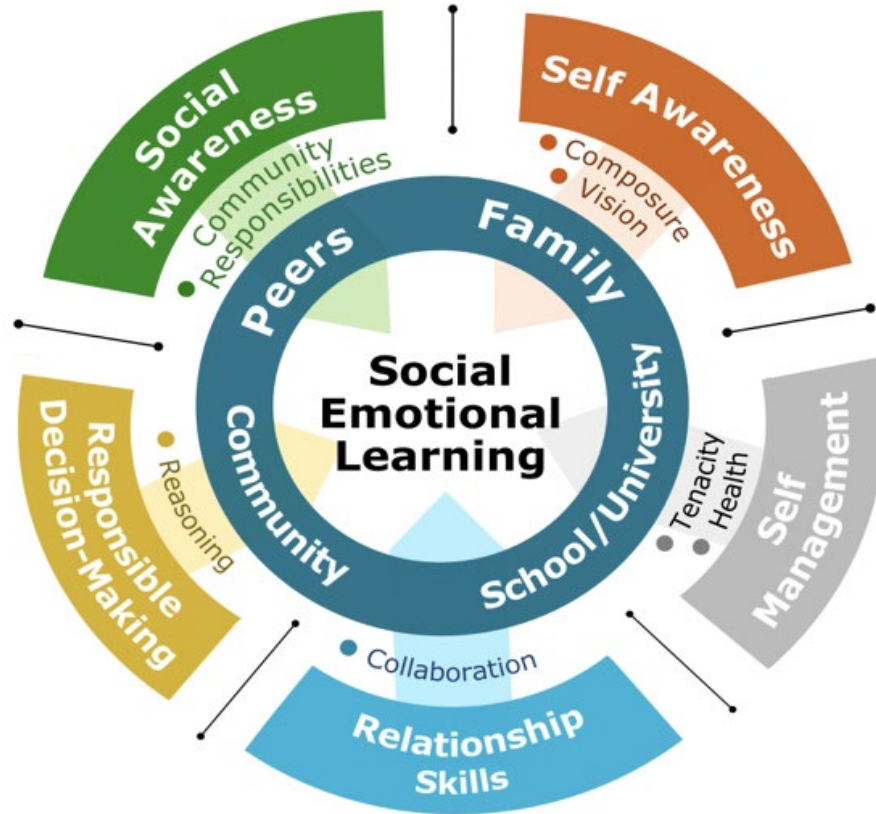 Social
Awareness
Community
Responsibilities
Self Awareness
Composure
Vision
Peers
Family
Social
Emotional
Learning
Community
School/University
Responsible
Decision-Making
Reasoning
Tenacity
Health
Self
Management
Collaboration
Relationship
Skills